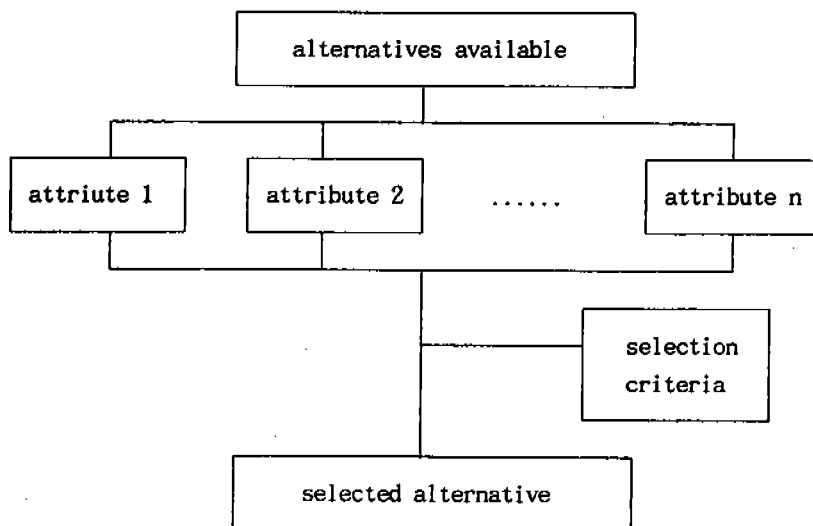 alternatives available
attriute 1
attribute 2
......
attribute n
selection
criteria
selected alternative